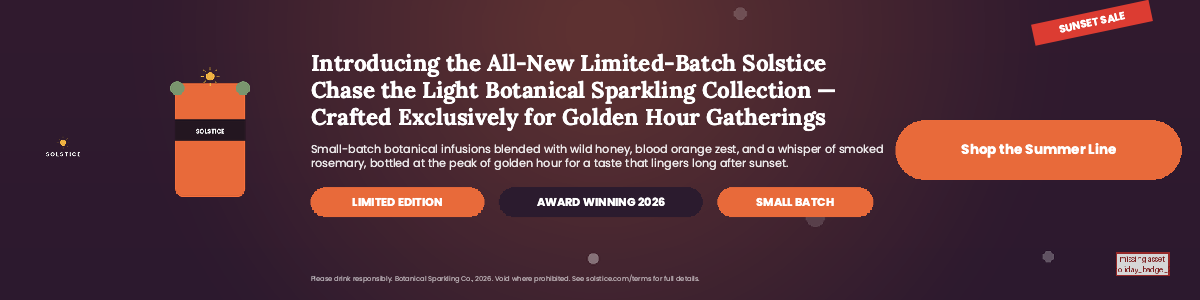 SUNSET SALE
Introducing the All-New Limited-Batch Solstice
Chase the Light Botanical Sparkling Collection —
Crafted Exclusively for Golden Hour Gatherings
SOLSTICE
SOLSTICE
Small-batch botanical infusions blended with wild honey, blood orange zest, and a whisper of smoked
rosemary, bottled at the peak of golden hour for a taste that lingers long after sunset.
Shop the Summer Line
LIMITED EDITION
AWARD WINNING 2026
SMALL BATCH
missing asset
oliday_badge_
Please drink responsibly. Botanical Sparkling Co., 2026. Void where prohibited. See solstice.com/terms for full details.